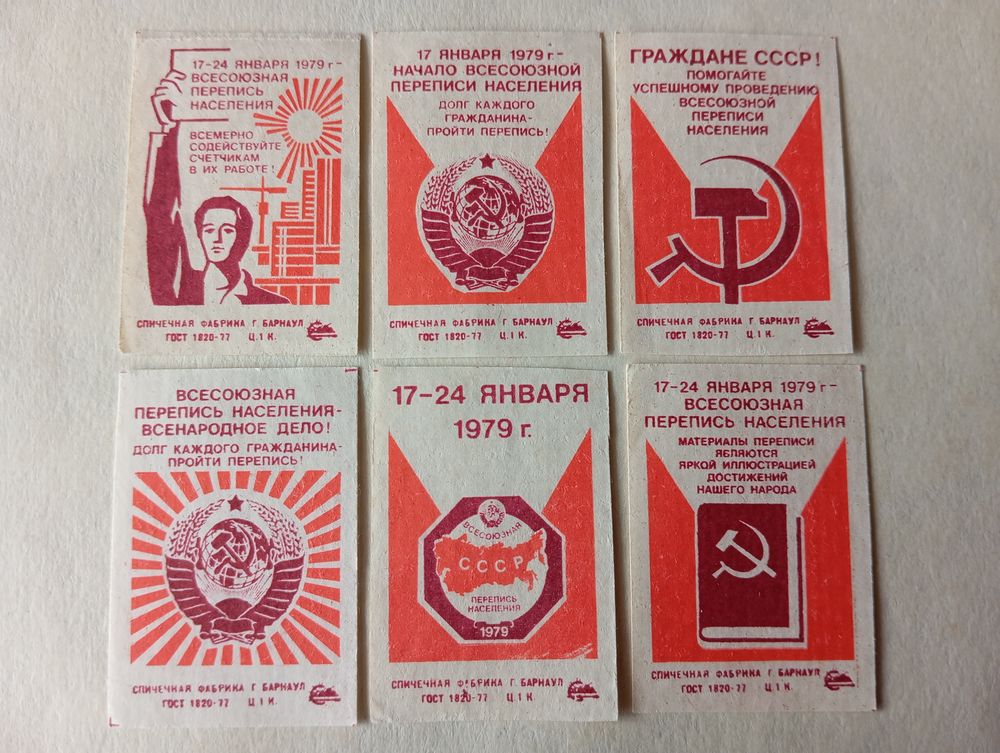 17-24 ЯНВАРЯ 1979 г-
ВСЕСОЮЗНАЯ
ПЕРЕПИСЬ
НАСЕЛЕНИЯ
ВСЕМЕРНО
СОДЕЙСТВУЙТЕ
СЧЕТЧИКАМ
В ИХ РАБОТЕ!
СПИЧЕЧНАЯ ФАБРИКА Г. БАРНАУЛ
ГОСТ 1820-77 Ц. 1 К.
17 ЯНВАРЯ 1979 г-
НАЧАЛО ВСЕСОЮЗНОЙ
ПЕРЕПИСИ НАСЕЛЕНИЯ
ДОЛГ КАЖДОГО
ГРАЖДАНИНА-
ПРОЙТИ ПЕРЕПИСЬ!
СПИЧЕЧНАЯ ФАБРИКА Г БАРНАУЛ
ГОСТ 1820-77 Ц. 1 К.
ГРАЖДАНЕ СССР!
ПОМОГАЙТЕ
УСПЕШНОМУ ПРОВЕДЕНИЮ
ВСЕСОЮЗНОЙ
ПЕРЕПИСИ
НАСЕЛЕНИЯ
СПИЧЕЧНАЯ ФАБРИКА Г БАРНАУЛ
ГОСТ 1820-77 Ц. 1 К.
ВСЕСОЮЗНАЯ
ПЕРЕПИСЬ НАСЕЛЕНИЯ-
ВСЕНАРОДНОЕ ДЕЛО!
ДОЛГ КАЖДОГО ГРАЖДАНИНА-
ПРОЙТИ ПЕРЕПИСЬ!
СПИЧЕЧНАЯ ФАБРИКА Г БАРНАУЛ
ГОСТ 1820-77 Ц. 1 К.
17-24 ЯНВАРЯ
1979 г.
ВСЕСОЮЗНАЯ
СССР
ПЕРЕПИСЬ
НАСЕЛЕНИЯ
1979
СПИЧЕЧНАЯ ФАБРИКА Г. БАРНАУЛ
ГОСТ 1820-77 Ц. 1 К.
17-24 ЯНВАРЯ 1979 г-
ВСЕСОЮЗНАЯ
ПЕРЕПИСЬ НАСЕЛЕНИЯ
МАТЕРИАЛЫ ПЕРЕПИСИ
ЯВЛЯЮТСЯ
ЯРКОЙ ИЛЛЮСТРАЦИЕЙ
ДОСТИЖЕНИЙ
НАШЕГО НАРОДА
СПИЧЕЧНАЯ ФАБРИКА Г. БАРНАУЛ
ГОСТ 1820-77 Ц. 1 К.